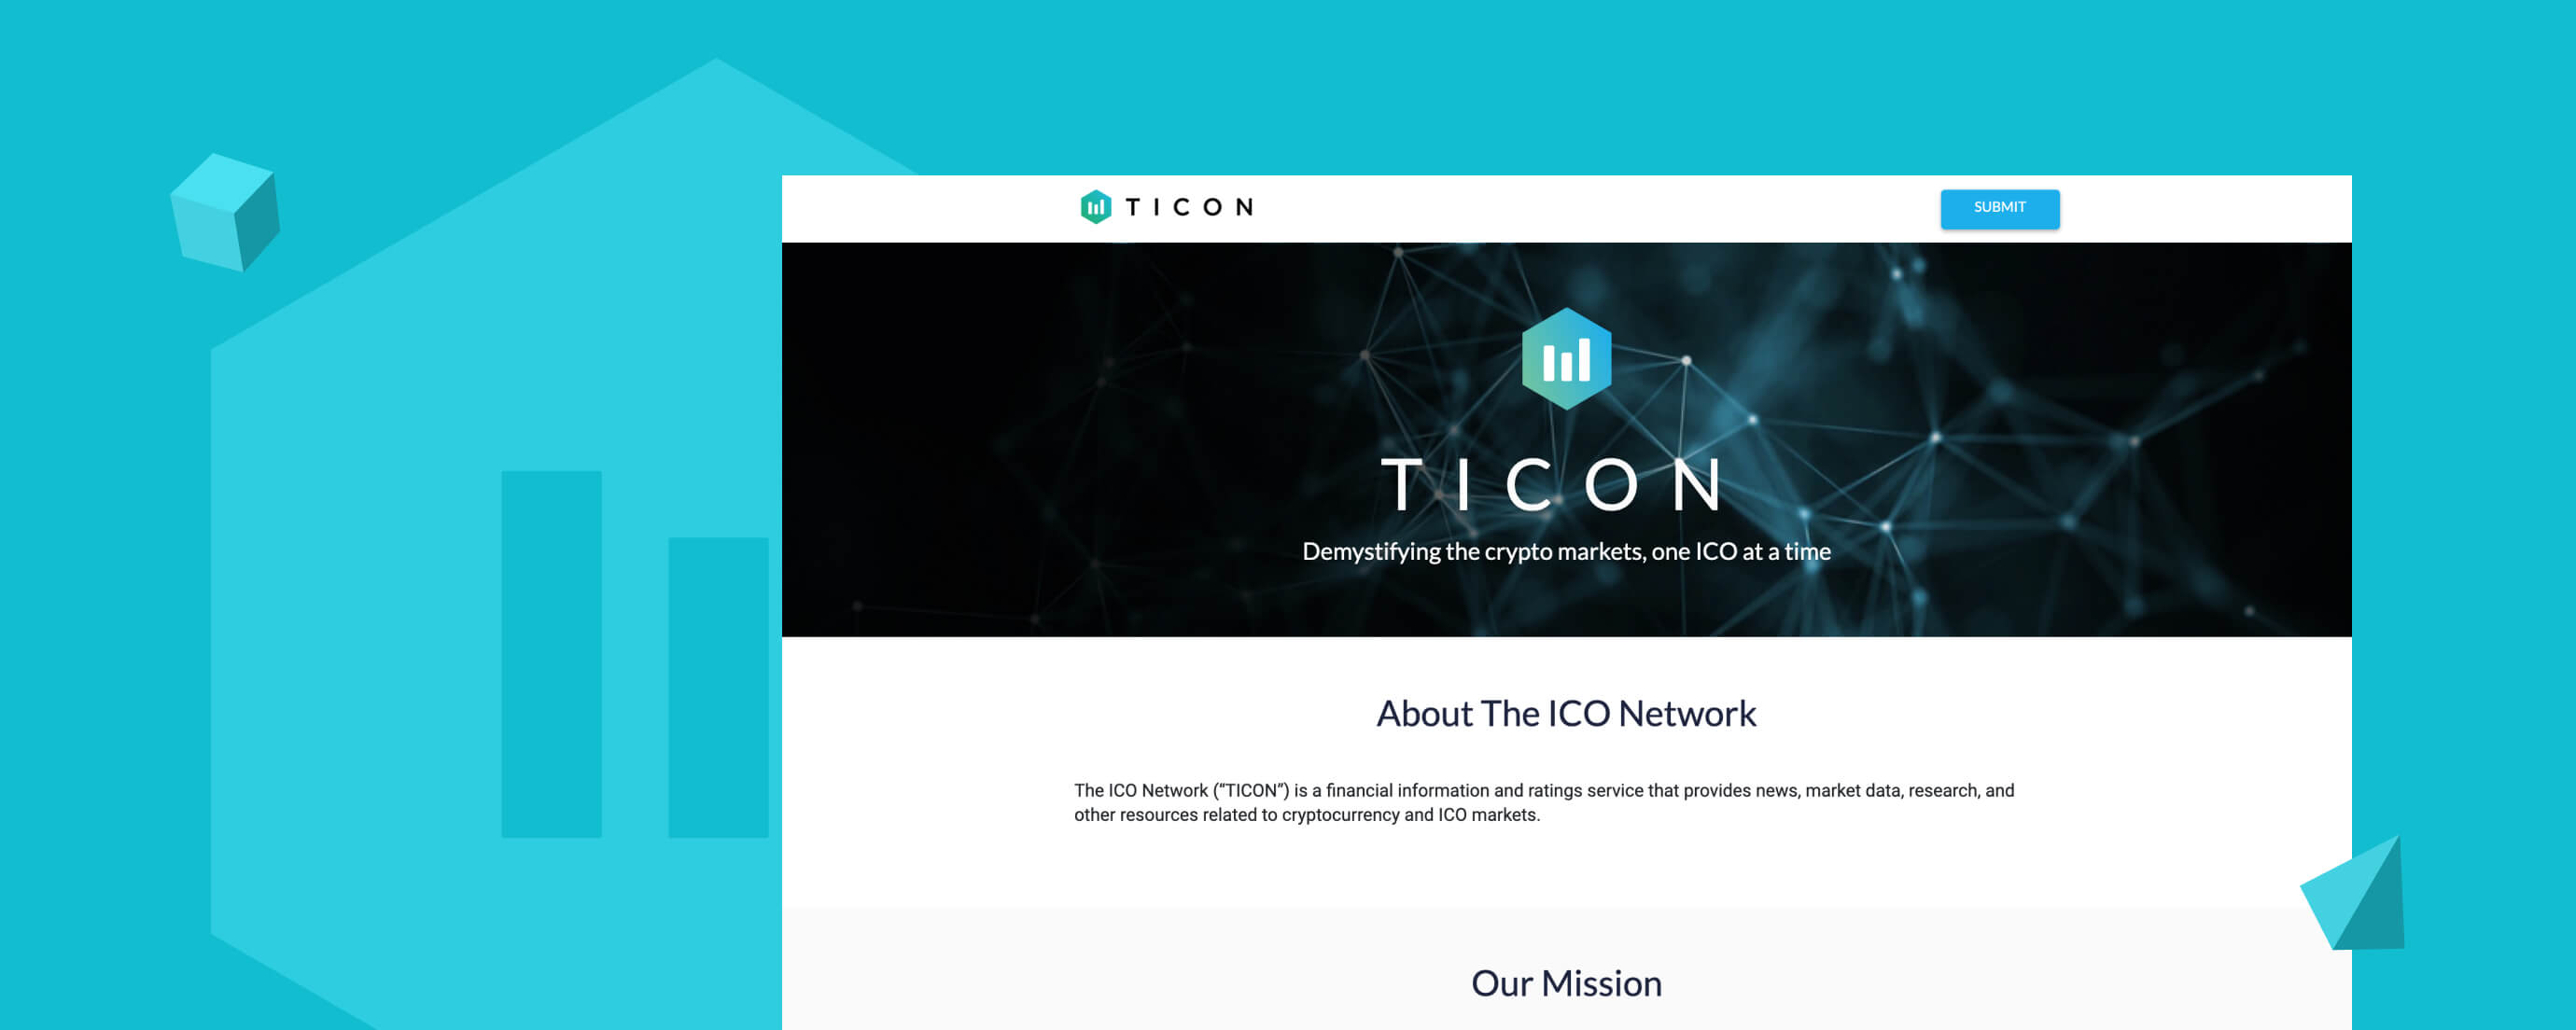 TICON
SUBMIT
TICON
Demystifying the crypto markets, one ICO at a time
About The ICO Network
The ICO Network (“TICON”) is a financial information and ratings service that provides news, market data, research, and
other resources related to cryptocurrency and ICO markets.
Our Mission